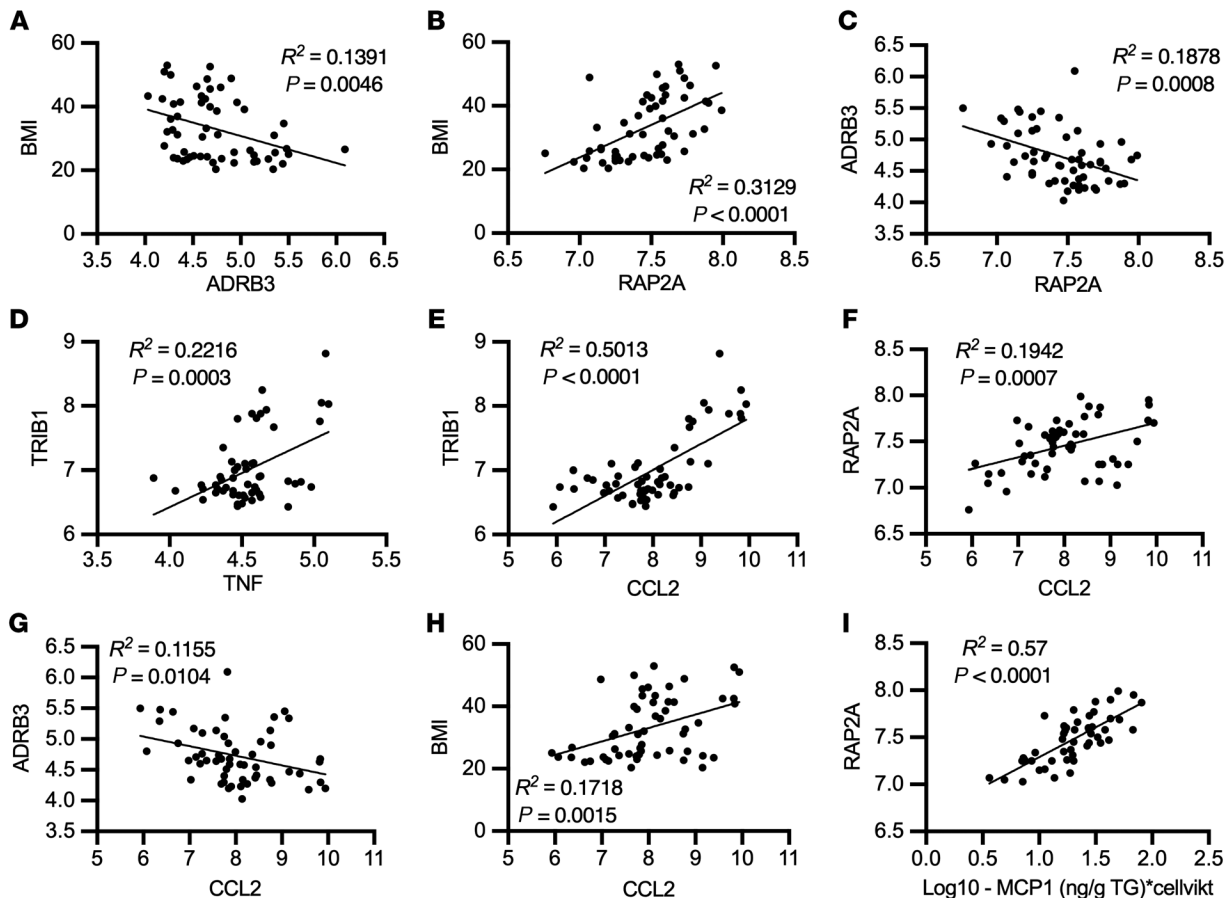 A
BMI
60
40
20
0
R² = 0.1391
P = 0.0046
3.5 4.0 4.5 5.0 5.5 6.0 6.5
ADRB3
B
BMI
60
40
20
0
R² = 0.3129
P < 0.0001
6.5 7.0 7.5 8.0 8.5
RAP2A
C
ADRB3
6.5
6.0
5.5
5.0
4.5
4.0
3.5
R² = 0.1878
P = 0.0008
6.5 7.0 7.5 8.0 8.5
RAP2A
D
TRIB1
9
8
7
6
R² = 0.2216
P = 0.0003
3.5 4.0 4.5 5.0 5.5
TNF
E
TRIB1
9
8
7
6
R² = 0.5013
P < 0.0001
5 6 7 8 9 10 11
CCL2
F
RAP2A
8.5
8.0
7.5
7.0
6.5
R² = 0.1942
P = 0.0007
5 6 7 8 9 10 11
CCL2
G
ADRB3
6.5
6.0
5.5
5.0
4.5
4.0
3.5
R² = 0.1155
P = 0.0104
5 6 7 8 9 10 11
CCL2
H
BMI
60
40
20
0
R² = 0.1718
P = 0.0015
5 6 7 8 9 10 11
CCL2
I
RAP2A
8.5
8.0
7.5
7.0
6.5
R² = 0.57
P < 0.0001
0.0 0.5 1.0 1.5 2.0 2.5
Log10 - MCP1 (ng/g TG)*cellvikt